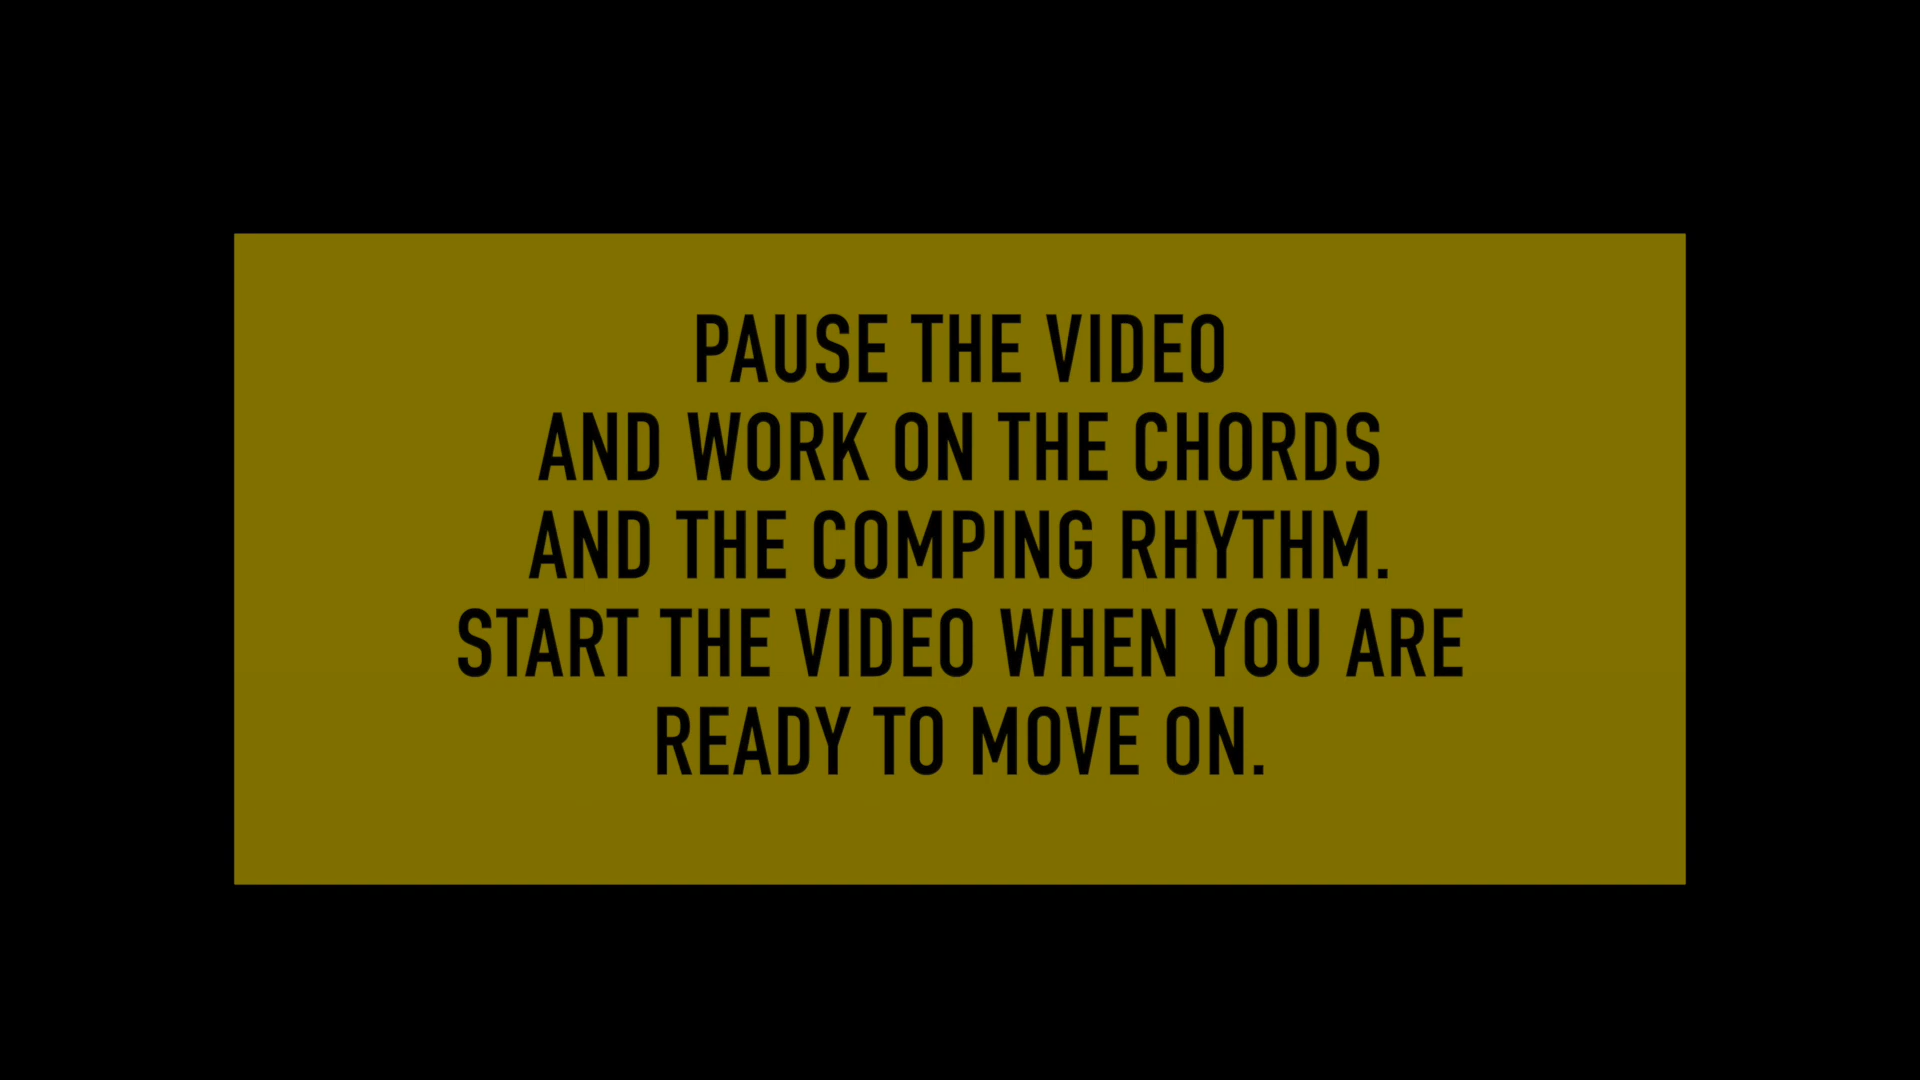 PAUSE THE VIDEO
AND WORK ON THE CHORDS
AND THE COMPING RHYTHM.
START THE VIDEO WHEN YOU ARE
READY TO MOVE ON.